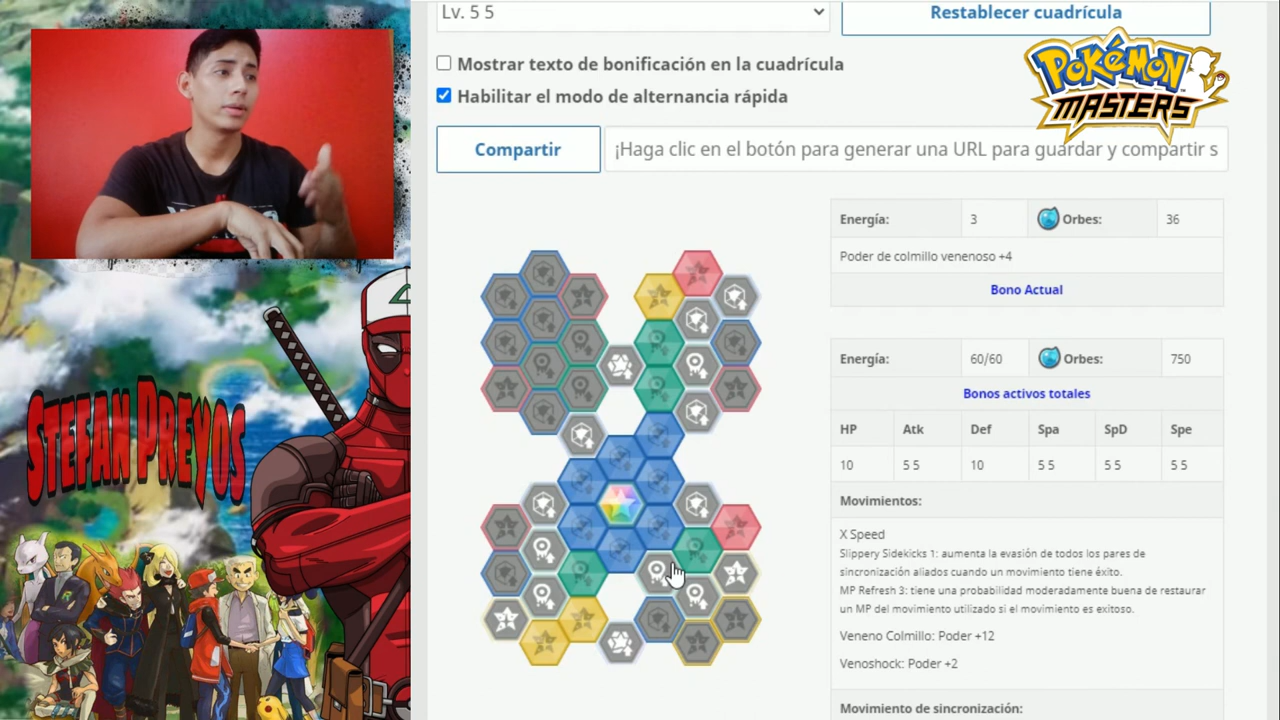 Lv. 5 5
Restablecer cuadrícula
POKéMON
MASTERS
Mostrar texto de bonificación en la cuadrícula
Habilitar el modo de alternancia rápida
Compartir
¡Haga clic en el botón para generar una URL para guardar y compartir s
Energía: 3 Orbes: 36
Poder de colmillo venenoso +4
Bono Actual
Energía: 60/60 Orbes: 750
Bonos activos totales
HP Atk Def Spa SpD Spe
10 5 5 10 5 5 5 5 5 5
Movimientos:
X Speed
Slippery Sidekicks 1: aumenta la evasión de todos los pares de
sincronización aliados cuando un movimiento tiene éxito.
MP Refresh 3: tiene una probabilidad moderadamente buena de restaurar
un MP del movimiento utilizado si el movimiento es exitoso.
Veneno Colmillo: Poder +12
Venoshock: Poder +2
Movimiento de sincronización:
STEFAN PREYOS